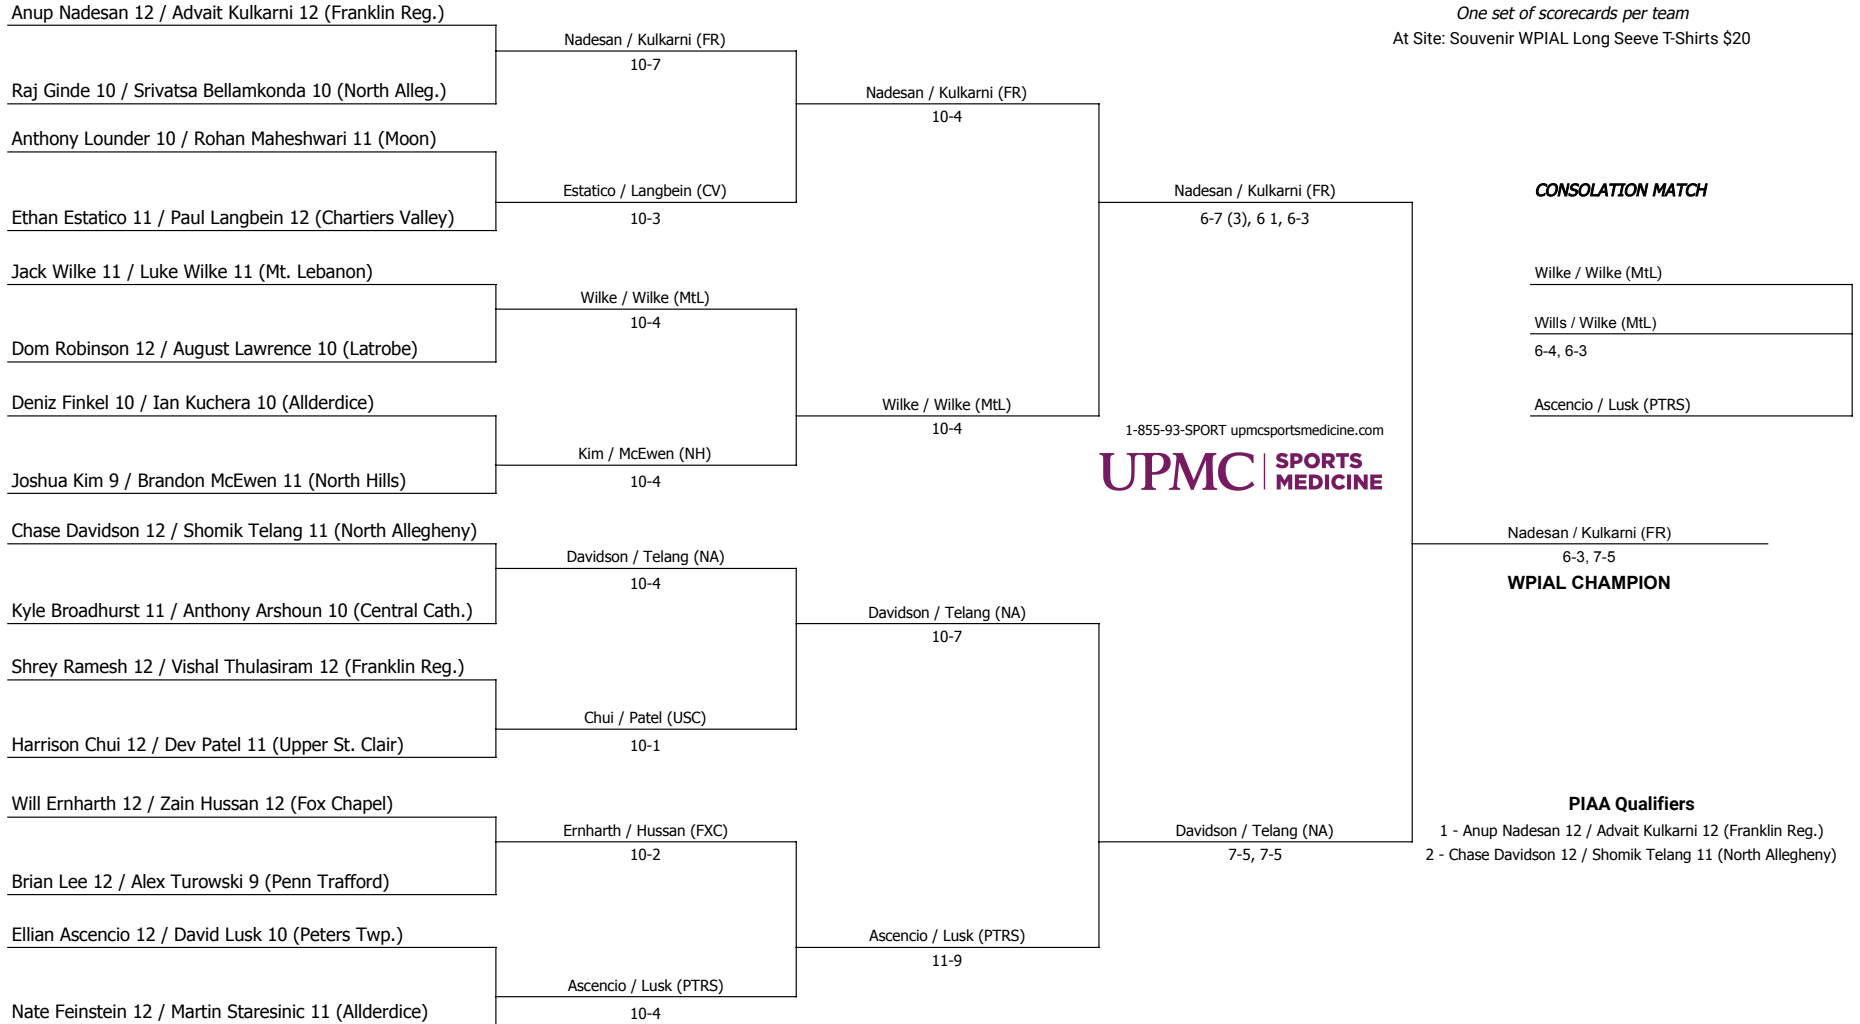 Anup Nadesan 12 / Advait Kulkarni 12 (Franklin Reg.)
Raj Ginde 10 / Srivatsa Bellamkonda 10 (North Alleg.)
Anthony Lounder 10 / Rohan Maheshwari 11 (Moon)
Ethan Estatico 11 / Paul Langbein 12 (Chartiers Valley)
Jack Wilke 11 / Luke Wilke 11 (Mt. Lebanon)
Dom Robinson 12 / August Lawrence 10 (Latrobe)
Deniz Finkel 10 / Ian Kuchera 10 (Allderdice)
Joshua Kim 9 / Brandon McEwen 11 (North Hills)
Chase Davidson 12 / Shomik Telang 11 (North Allegheny)
Kyle Broadhurst 11 / Anthony Arshoun 10 (Central Cath.)
Shrey Ramesh 12 / Vishal Thulasiram 12 (Franklin Reg.)
Harrison Chui 12 / Dev Patel 11 (Upper St. Clair)
Will Ernharth 12 / Zain Hussan 12 (Fox Chapel)
Brian Lee 12 / Alex Turowski 9 (Penn Trafford)
Ellian Ascencio 12 / David Lusk 10 (Peters Twp.)
Nate Feinstein 12 / Martin Staresinic 11 (Allderdice)
Nadesan / Kulkarni (FR)
10-7
Estatico / Langbein (CV)
10-3
Wilke / Wilke (MtL)
10-4
Kim / McEwen (NH)
10-4
Davidson / Telang (NA)
10-4
Chui / Patel (USC)
10-1
Ernharth / Hussan (FXC)
10-2
Ascencio / Lusk (PTRS)
10-4
Nadesan / Kulkarni (FR)
10-4
Wilke / Wilke (MtL)
10-4
Davidson / Telang (NA)
10-7
Ascencio / Lusk (PTRS)
11-9
Nadesan / Kulkarni (FR)
6-7 (3), 6 1, 6-3
1-855-93-SPORT upmcsportsmedicine.com
UPMC SPORTS
MEDICINE
Davidson / Telang (NA)
7-5, 7-5
One set of scorecards per team
At Site: Souvenir WPIAL Long Seeve T-Shirts $20
CONSOLATION MATCH
Wilke / Wilke (MtL)
Wills / Wilke (MtL)
6-4, 6-3
Ascencio / Lusk (PTRS)
Nadesan / Kulkarni (FR)
6-3, 7-5
WPIAL CHAMPION
PIAA Qualifiers
1 - Anup Nadesan 12 / Advait Kulkarni 12 (Franklin Reg.)
2 - Chase Davidson 12 / Shomik Telang 11 (North Allegheny)